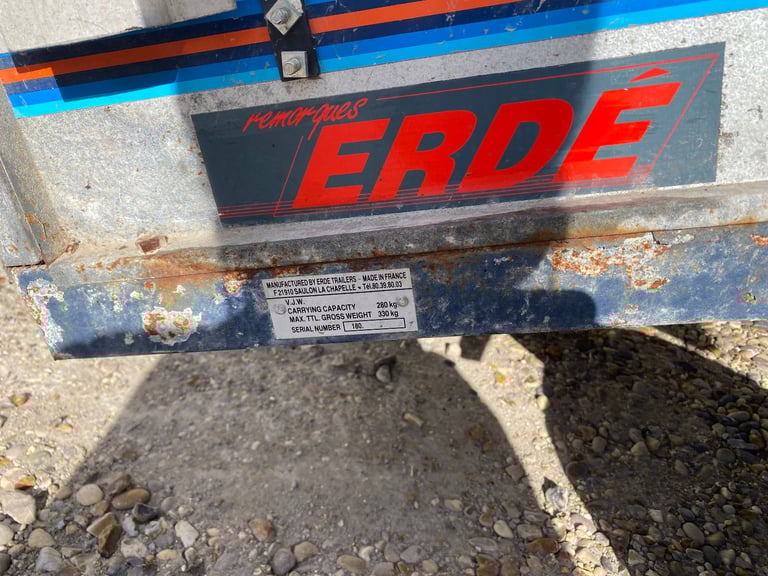 remorques
ERDÉ
MANUFACTURED BY ERDE TRAILERS - MADE IN FRANCE
F 21910 SAULON LA CHAPELLE - Tél.80.39.80.03
V.J.W.
CARRYING CAPACITY 280 kg
MAX. TTL. GROSS WEIGHT 330 kg
SERIAL NUMBER 180.